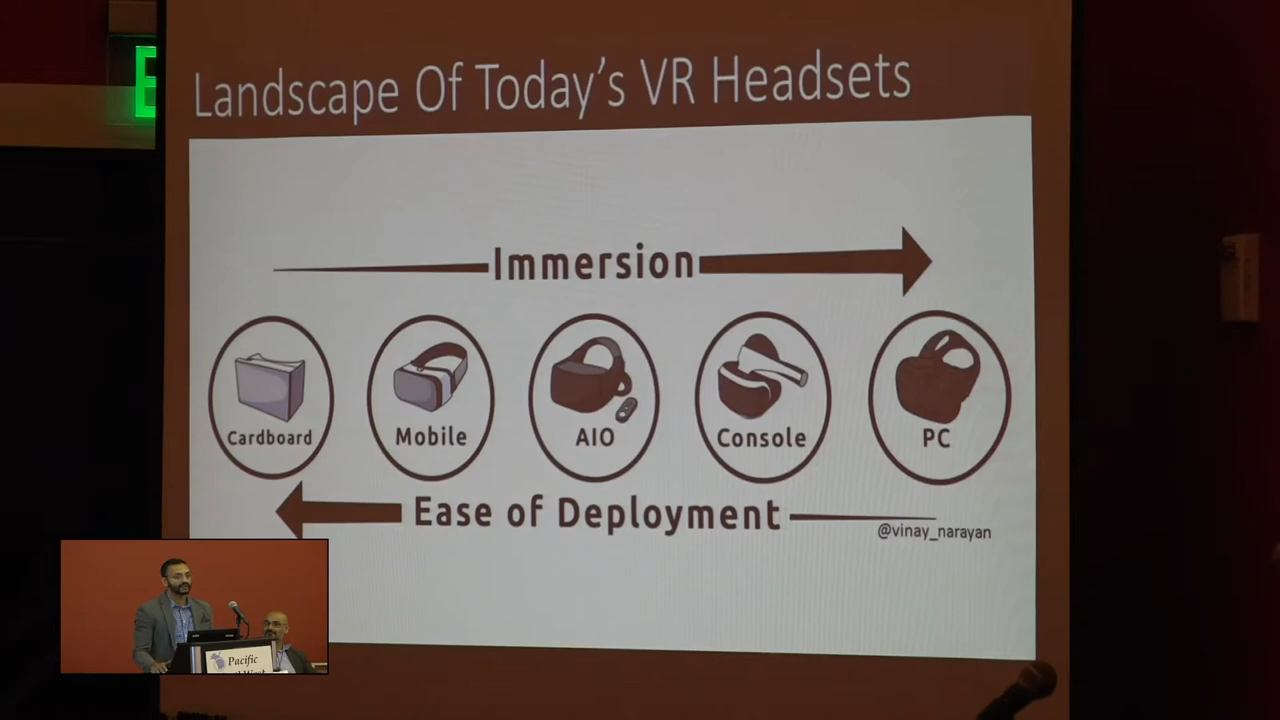 E
Landscape Of Today's VR Headsets
Immersion
Cardboard
Mobile
AIO
Console
PC
Ease of Deployment
@vinay_narayan
Pacific